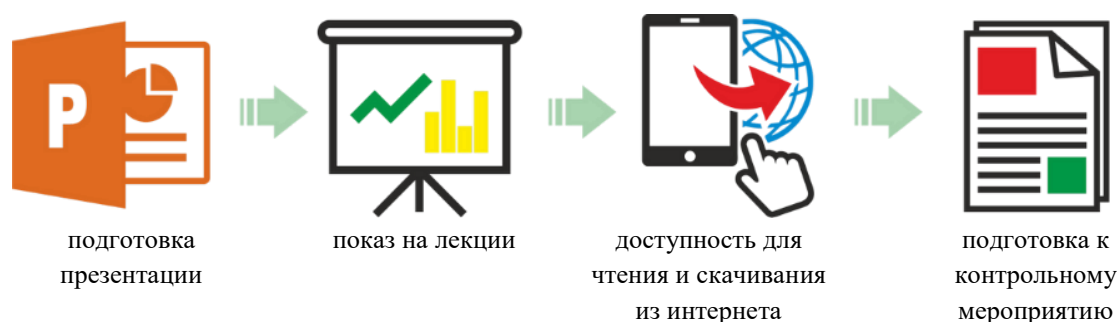 P
подготовка
презентации
показ на лекции
доступность для
чтения и скачивания
из интернета
подготовка к
контрольному
мероприятию